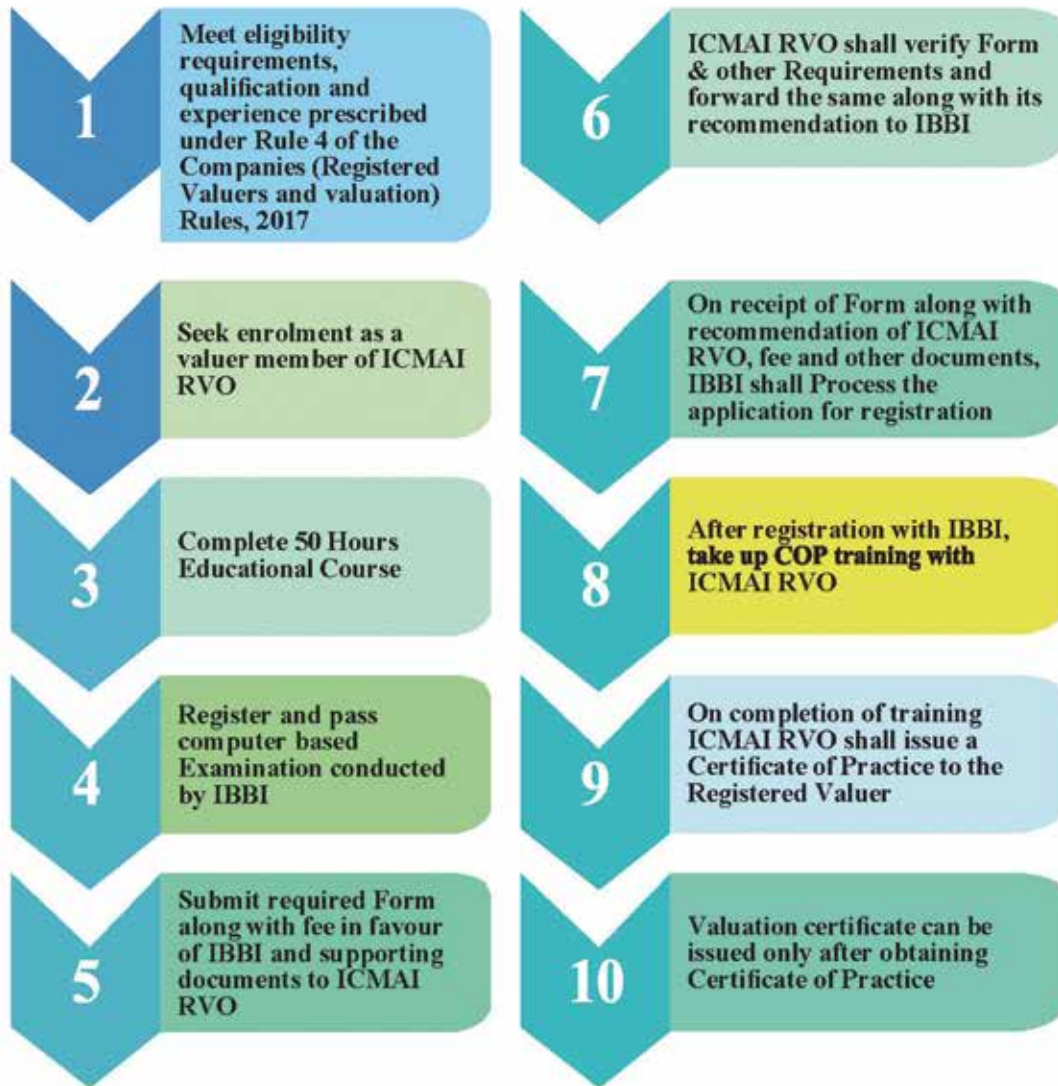 1
Meet eligibility
requirements,
qualification and
experience prescribed
under Rule 4 of the
Companies (Registered
Valuers and valuation)
Rules, 2017
2
Seek enrolment as a
valuer member of ICMAI
RVO
3
Complete 50 Hours
Educational Course
4
Register and pass
computer based
Examination conducted
by IBBI
5
Submit required Form
along with fee in favour
of IBBI and supporting
documents to ICMAI
RVO
6
ICMAI RVO shall verify Form
& other Requirements and
forward the same along with its
recommendation to IBBI
7
On receipt of Form along with
recommendation of ICMAI
RVO, fee and other documents,
IBBI shall Process the
application for registration
8
After registration with IBBI,
take up COP training with
ICMAI RVO
9
On completion of training
ICMAI RVO shall issue a
Certificate of Practice to the
Registered Valuer
10
Valuation certificate can be
issued only after obtaining
Certificate of Practice